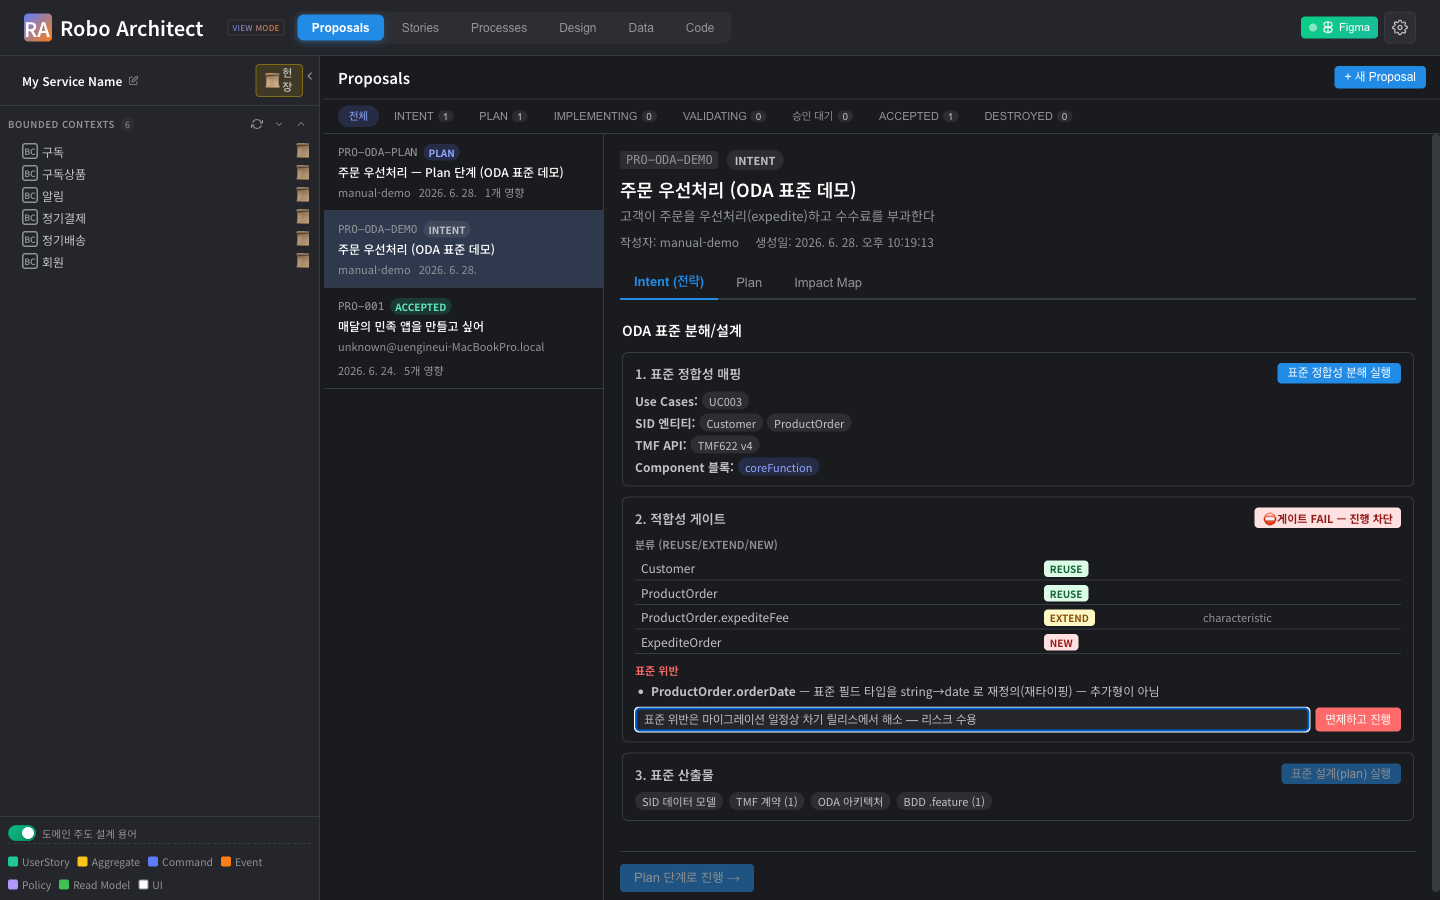 RA Robo Architect
VIEW MODE
Proposals Stories Processes Design Data Code
Figma
My Service Name
헌장
BOUNDED CONTEXTS 6
BC 구독
BC 구독상품
BC 알림
BC 정기결제
BC 정기배송
BC 회원
도메인 주도 설계 용어
UserStory Aggregate Command Event
Policy Read Model UI
Proposals
+ 새 Proposal
전체 INTENT 1 PLAN 1 IMPLEMENTING 0 VALIDATING 0 승인 대기 0 ACCEPTED 1 DESTROYED 0
PRO-ODA-PLAN PLAN
주문 우선처리 — Plan 단계 (ODA 표준 데모)
manual-demo 2026. 6. 28. 1개 영향
PRO-ODA-DEMO INTENT
주문 우선처리 (ODA 표준 데모)
manual-demo 2026. 6. 28.
PRO-001 ACCEPTED
매달의 민족 앱을 만들고 싶어
unknown@uengineui-MacBookPro.local
2026. 6. 24. 5개 영향
PRO-ODA-DEMO INTENT
주문 우선처리 (ODA 표준 데모)
고객이 주문을 우선처리(expedite)하고 수수료를 부과한다
작성자: manual-demo 생성일: 2026. 6. 28. 오후 10:19:13
Intent (전략) Plan Impact Map
ODA 표준 분해/설계
1. 표준 정합성 매핑
표준 정합성 분해 실행
Use Cases: UC003
SID 엔티티: Customer ProductOrder
TMF API: TMF622 v4
Component 블록: coreFunction
2. 적합성 게이트
게이트 FAIL — 진행 차단
분류 (REUSE/EXTEND/NEW)
Customer REUSE
ProductOrder REUSE
ProductOrder.expediteFee EXTEND characteristic
ExpediteOrder NEW
표준 위반
• ProductOrder.orderDate — 표준 필드 타입을 string→date 로 재정의(재타이핑) — 추가형이 아님
표준 위반은 마이그레이션 일정상 차기 릴리스에서 해소 — 리스크 수용
면제하고 진행
3. 표준 산출물
표준 설계(plan) 실행
SID 데이터 모델 TMF 계약 (1) ODA 아키텍처 BDD .feature (1)
Plan 단계로 진행 →